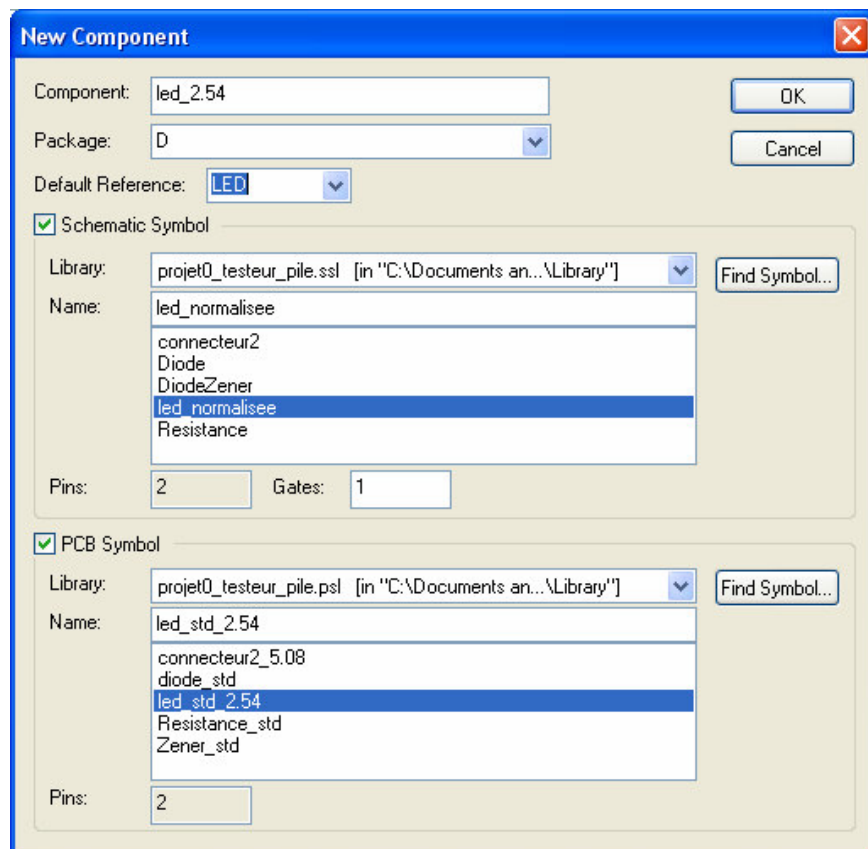 New Component
Component: led_2.54 OK
Package: D Cancel
Default Reference: LED
Schematic Symbol
Library: projet0_testeur_pile.ssl [in "C:\Documents an...\Library"] Find Symbol...
Name: led_normalisee
connecteur2
Diode
DiodeZener
led_normalisee
Resistance
Pins: 2 Gates: 1
PCB Symbol
Library: projet0_testeur_pile.psl [in "C:\Documents an...\Library"] Find Symbol...
Name: led_std_2.54
connecteur2_5.08
diode_std
led_std_2.54
Resistance_std
Zener_std
Pins: 2